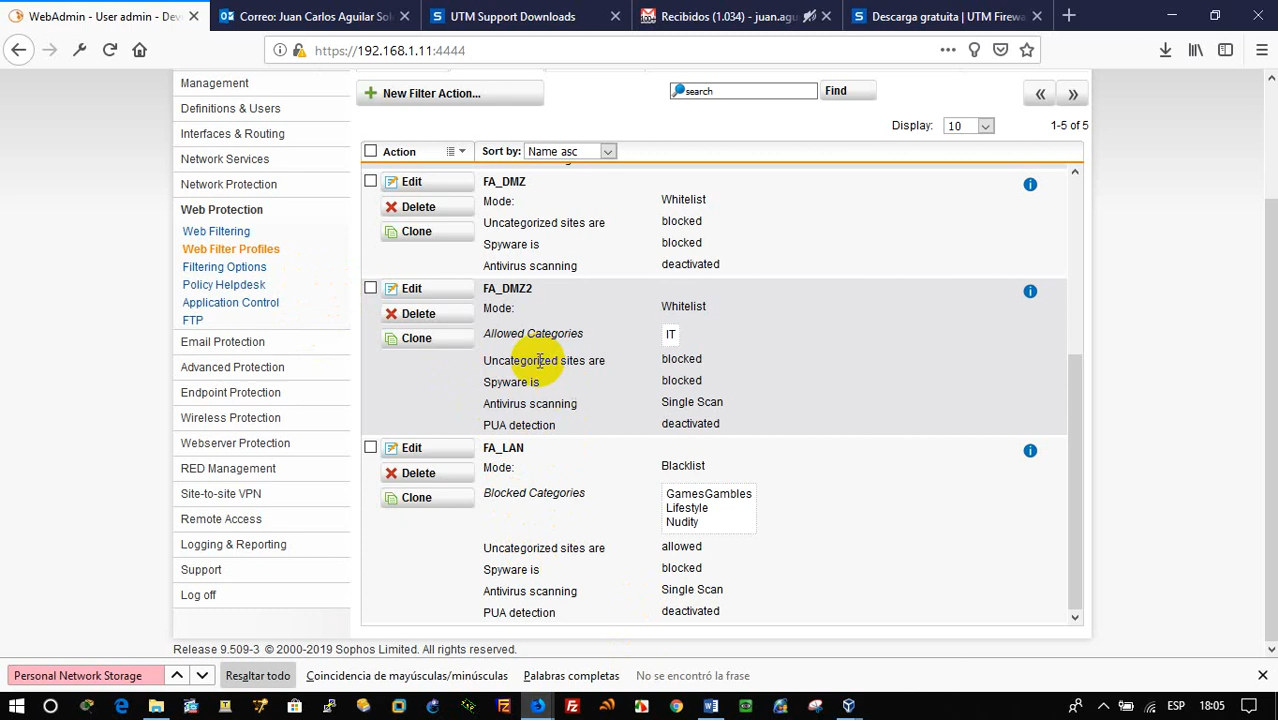 WebAdmin - User admin - Dev
Correo: Juan Carlos Aguilar Sol
UTM Support Downloads
Recibidos (1.034) - juan.agu
Descarga gratuita | UTM Firewa
https://192.168.1.11:4444
Management
Definitions & Users
Interfaces & Routing
Network Services
Network Protection
Web Protection
Web Filtering
Web Filter Profiles
Filtering Options
Policy Helpdesk
Application Control
FTP
Email Protection
Advanced Protection
Endpoint Protection
Wireless Protection
Webserver Protection
RED Management
Site-to-site VPN
Remote Access
Logging & Reporting
Support
Log off
New Filter Action...
search
Find
Display: 10 1-5 of 5
Action
Sort by: Name asc
Edit
Delete
Clone
FA_DMZ
Mode: Whitelist
Uncategorized sites are blocked
Spyware is blocked
Antivirus scanning deactivated
Edit
Delete
Clone
FA_DMZ2
Mode: Whitelist
Allowed Categories IT
Uncategorized sites are blocked
Spyware is blocked
Antivirus scanning Single Scan
PUA detection deactivated
Edit
Delete
Clone
FA_LAN
Mode: Blacklist
Blocked Categories GamesGambles
Lifestyle
Nudity
Uncategorized sites are allowed
Spyware is blocked
Antivirus scanning Single Scan
PUA detection deactivated
Release 9.509-3 © 2000-2019 Sophos Limited. All rights reserved.
Personal Network Storage
Resaltar todo
Coincidencia de mayúsculas/minúsculas
Palabras completas
No se encontró la frase
ESP
18:05